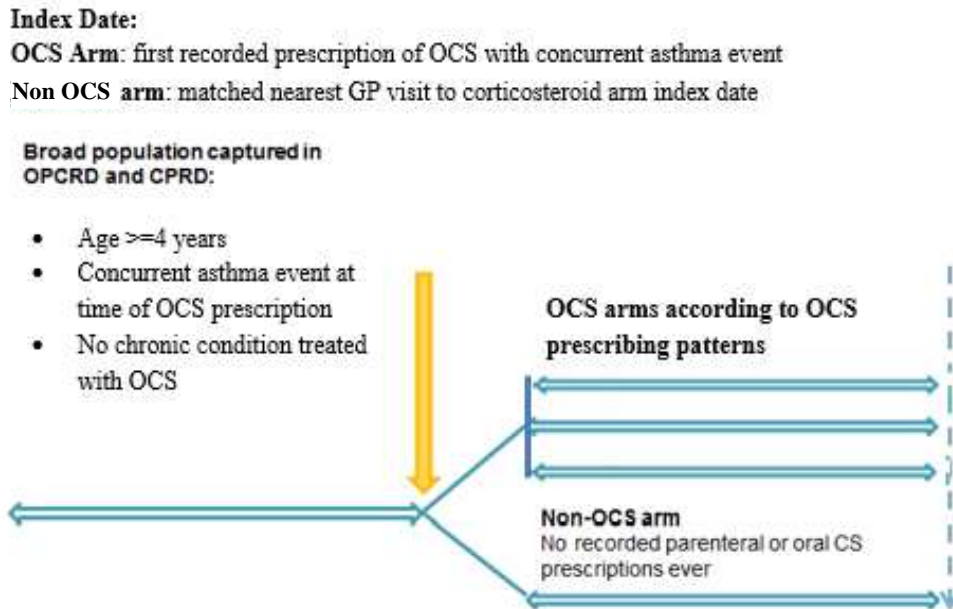 Index Date:
OCS Arm: first recorded prescription of OCS with concurrent asthma event
Non OCS arm: matched nearest GP visit to corticosteroid arm index date
Broad population captured in
OPCRD and CPRD:
• Age >=4 years
• Concurrent asthma event at
time of OCS prescription
• No chronic condition treated
with OCS
OCS arms according to OCS
prescribing patterns
Non-OCS arm
No recorded parenteral or oral CS
prescriptions ever